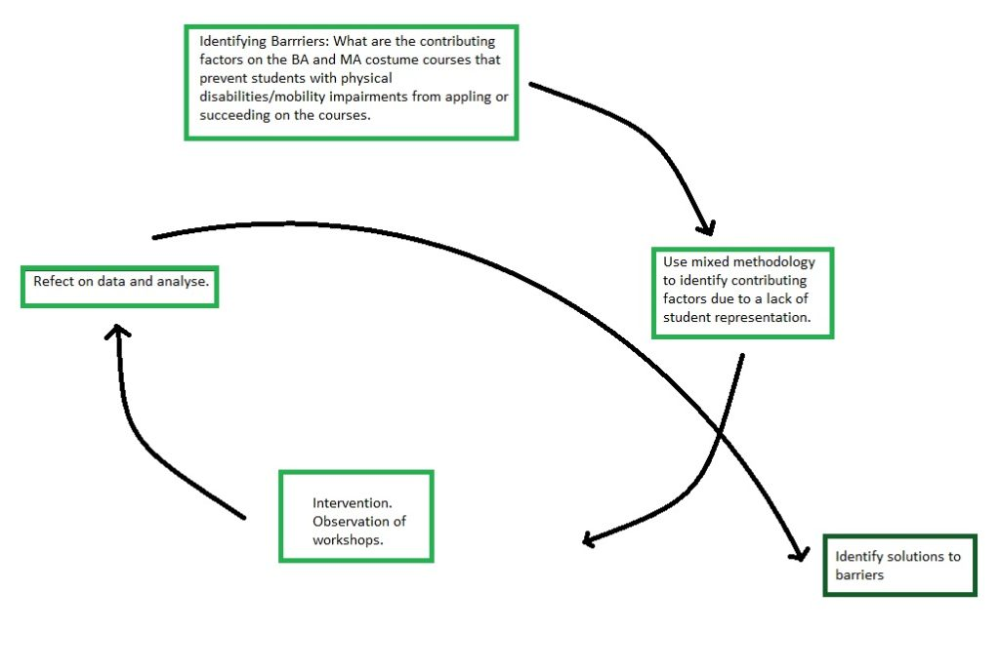 Identifying Barrriers: What are the contributing
factors on the BA and MA costume courses that
prevent students with physical
disabilities/mobility impairments from appling or
succeeding on the courses.
Use mixed methodology
to identify contributing
factors due to a lack of
student representation.
Refect on data and analyse.
Intervention.
Observation of
workshops.
Identify solutions to
barriers